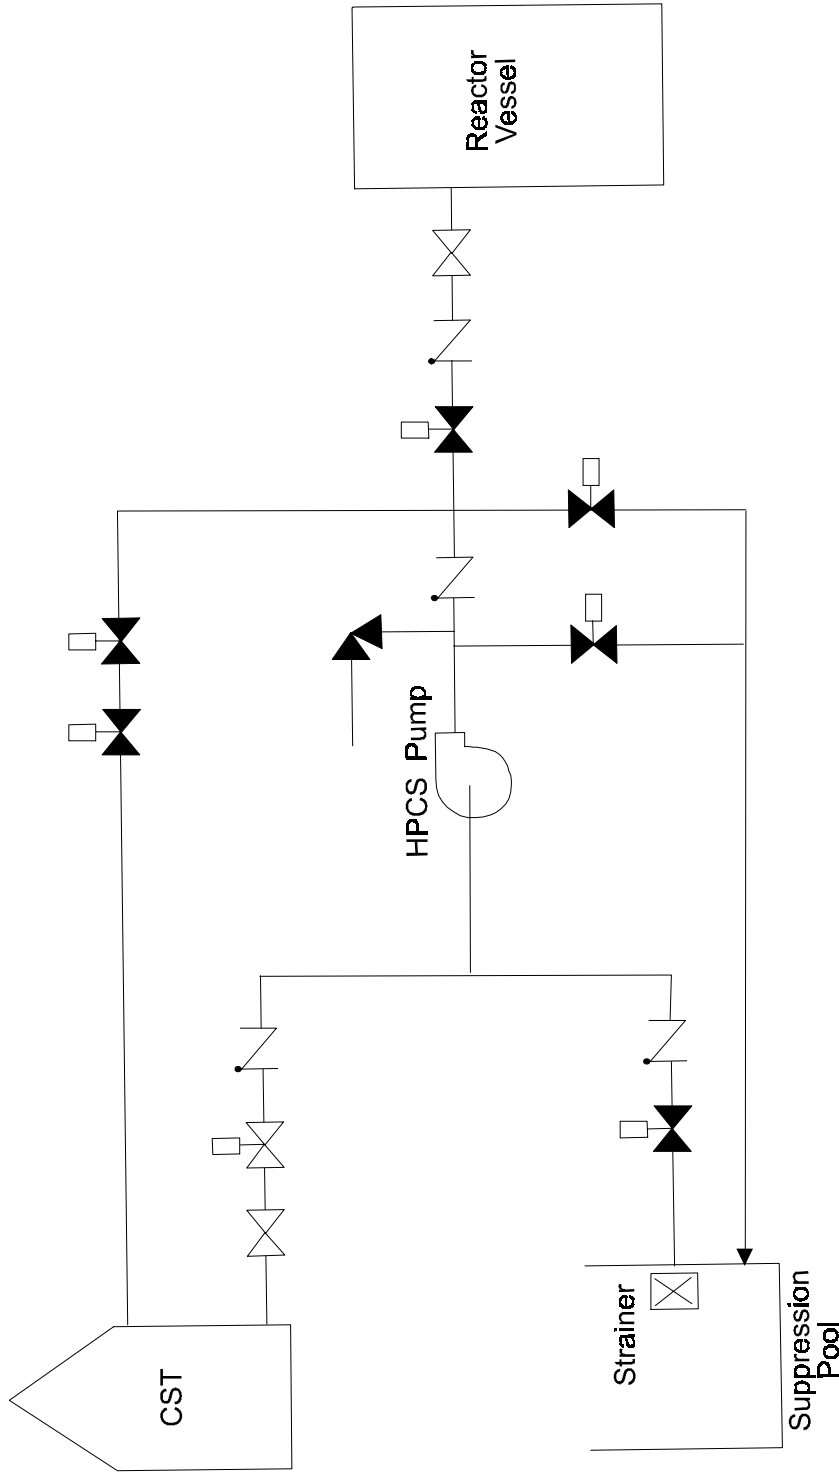 Reactor
Vessel
HPCS Pump
CST
Strainer
Suppression
Pool